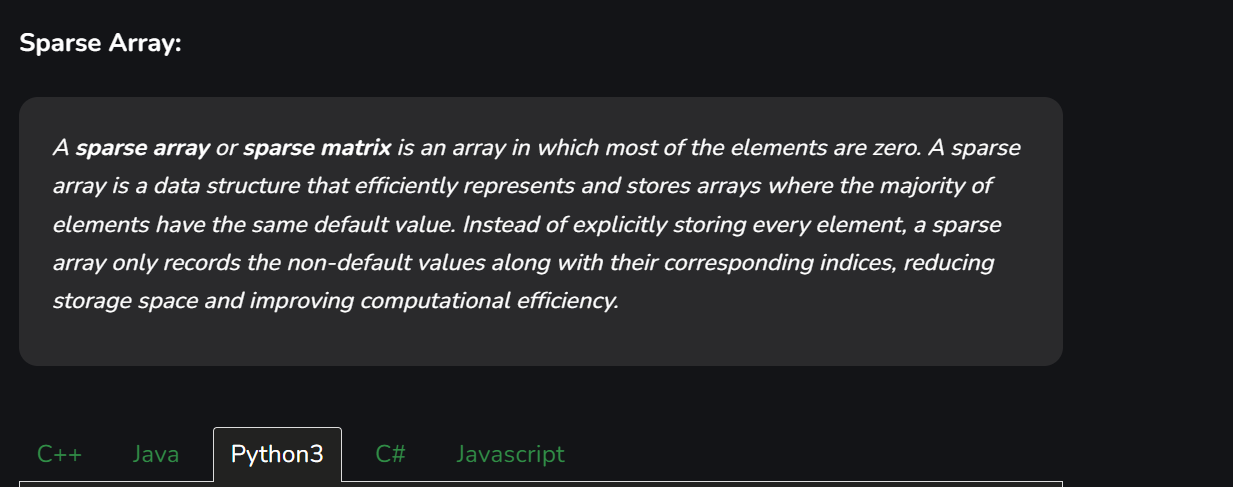 Sparse Array:
A sparse array or sparse matrix is an array in which most of the elements are zero. A sparse
array is a data structure that efficiently represents and stores arrays where the majority of
elements have the same default value. Instead of explicitly storing every element, a sparse
array only records the non-default values along with their corresponding indices, reducing
storage space and improving computational efficiency.
C++ Java Python3 C# Javascript